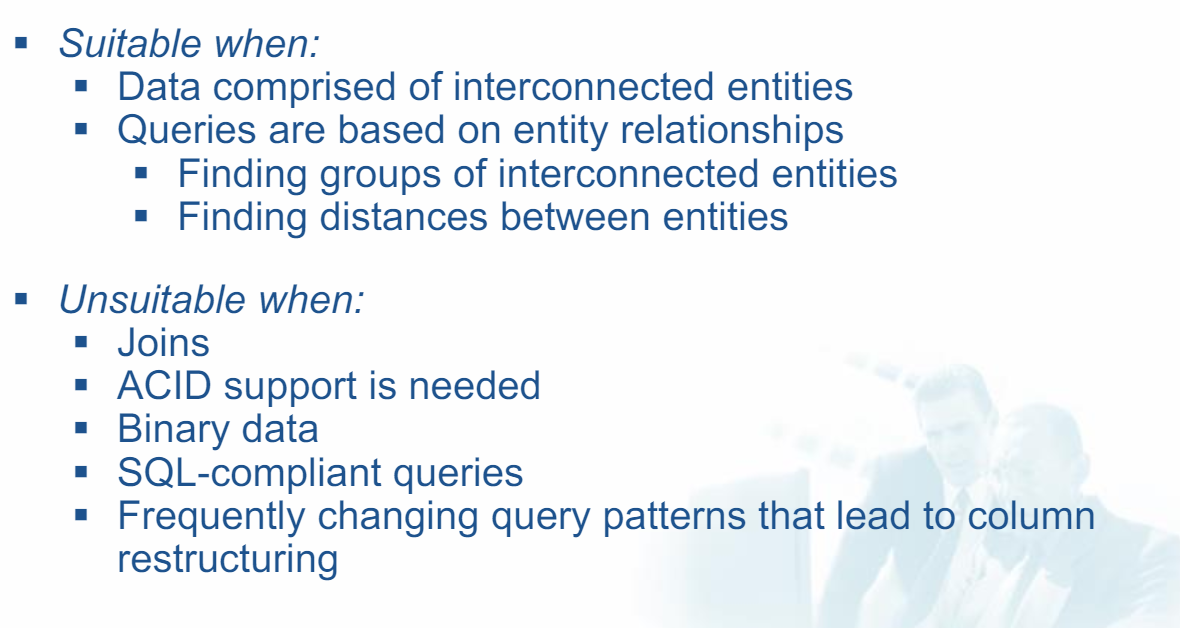 ▪ Suitable when:
▪ Data comprised of interconnected entities
▪ Queries are based on entity relationships
▪ Finding groups of interconnected entities
▪ Finding distances between entities
▪ Unsuitable when:
▪ Joins
▪ ACID support is needed
▪ Binary data
▪ SQL-compliant queries
▪ Frequently changing query patterns that lead to column
restructuring